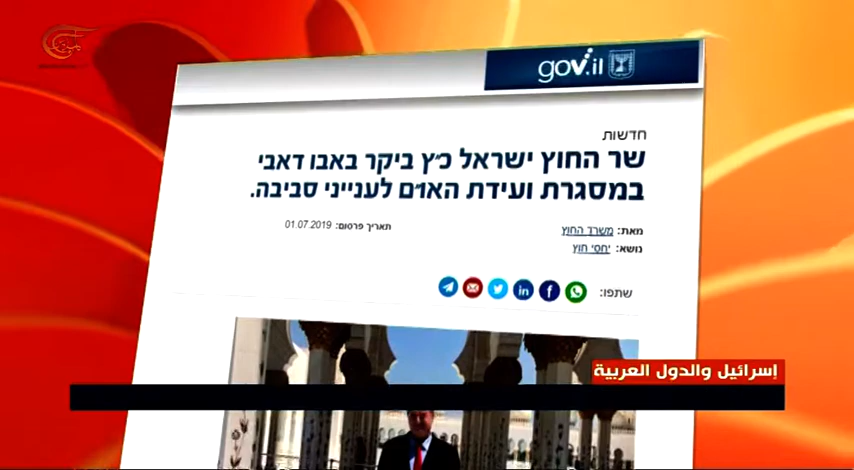 gov.il
חדשות
שר החוץ ישראל כ״ץ ביקר באבו דאבי
במסגרת ועידת האו״ם לענייני סביבה.
מאת: משרד החוץ
תאריך פרסום: 01.07.2019
נושא: יחסי חוץ
שתפו:
إسرائيل والدول العربية